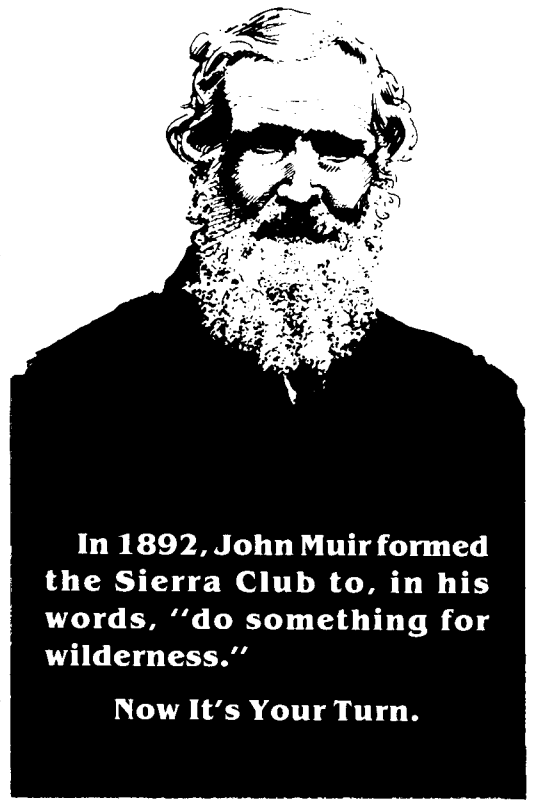 In 1892, John Muir formed
the Sierra Club to, in his
words, "do something for
wilderness."
Now It's Your Turn.